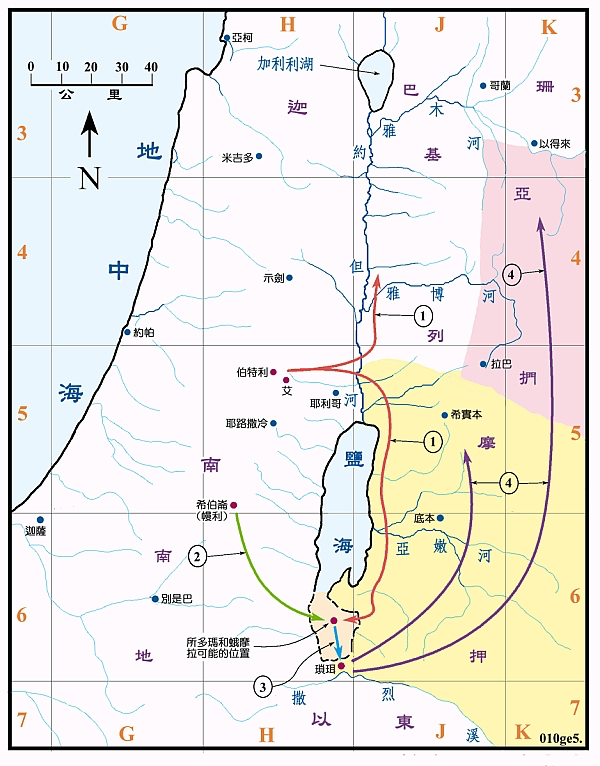 G
H
J
K
亞柯
0 10 20 30 40
公里
加利利湖
巴
珊
哥蘭
迦
木
3
3
N
地
雅
約
基
河
以得來
米吉多
亞
4
4
中
示劍
但
雅博河
4
1
約帕
列
拉巴
捫
伯特利
艾
海
耶利哥
河
希實本
5
5
耶路撒冷
1
摩
鹽
南
4
希伯崙
(幔利)
底本
迦薩
2
南
海
亞嫩河
別是巴
6
6
所多瑪和蛾摩
拉可能的位置
地
押
瑣珥
3
撒
烈
7
7
以
東
溪
G
H
J
K
010ge5.